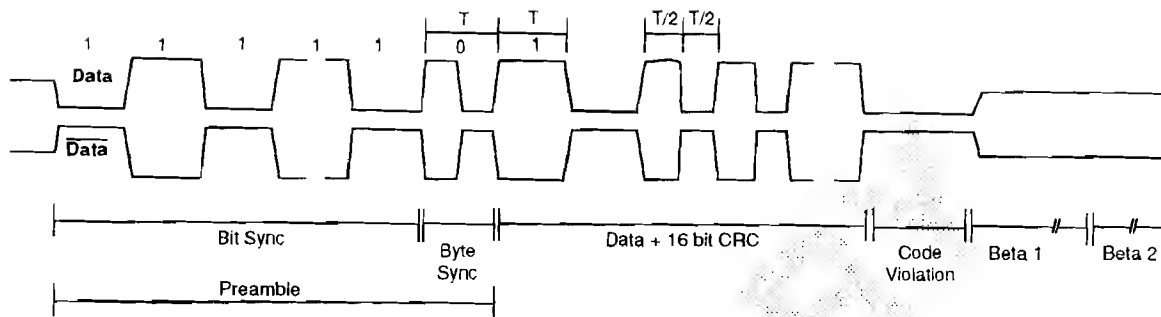 T T T/2 T/2
1 1 1 1 1 0 1
Data
Data
Bit Sync
Byte
Sync
Data + 16 bit CRC
Code
Violation
Beta 1
Beta 2
Preamble